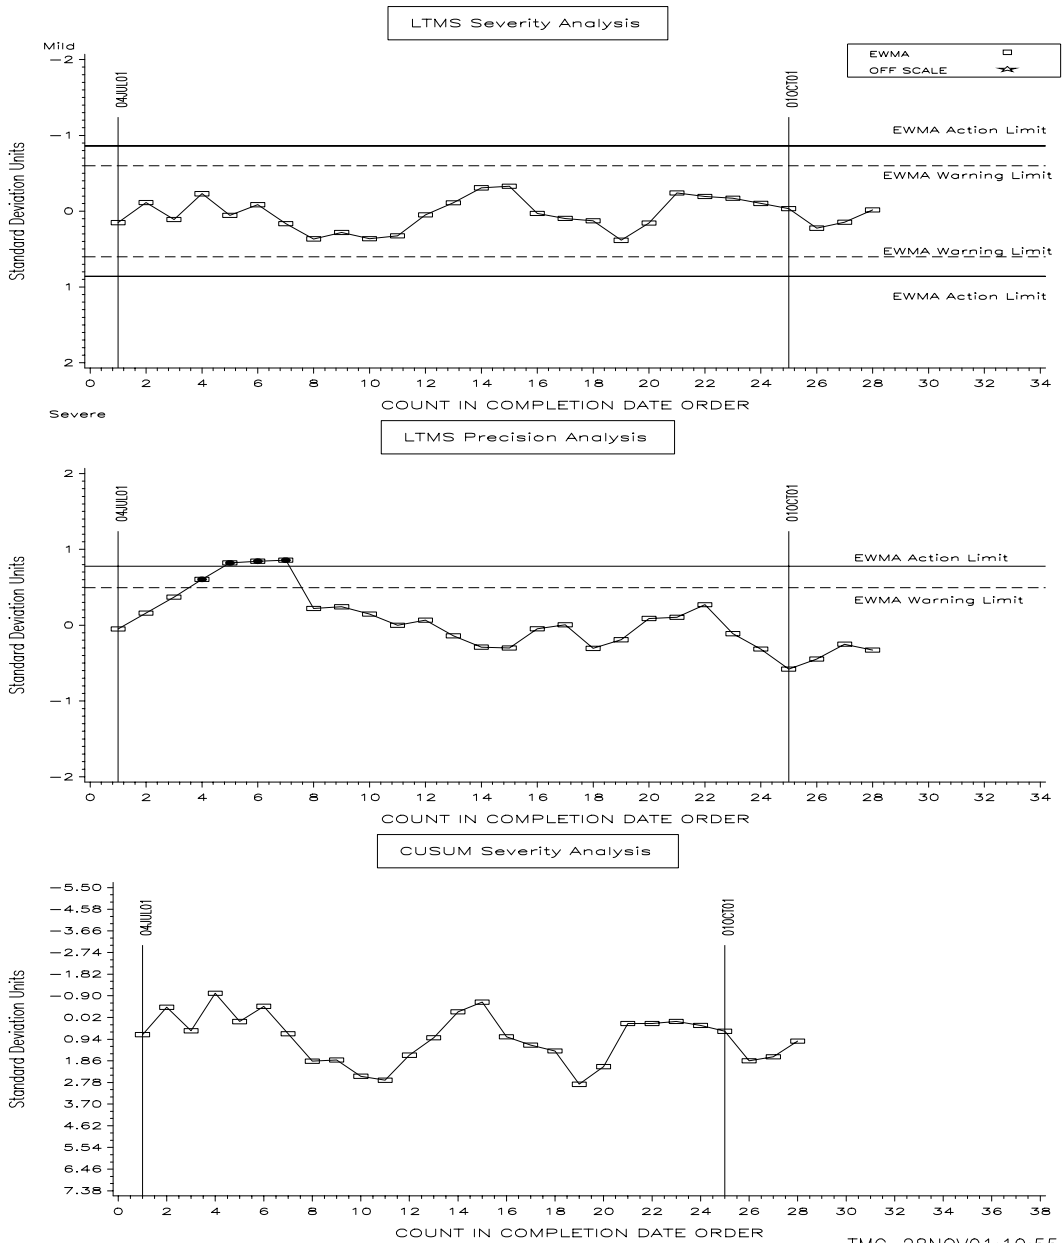 LTMS Severity Analysis
Mild
EWMA
OFF SCALE
-2
-1
0
1
2
Standard Deviation Units
04JUL01
01OCT01
EWMA Action Limit
EWMA Warning Limit
EWMA Warning Limit
EWMA Action Limit
0 2 4 6 8 10 12 14 16 18 20 22 24 26 28 30 32 34
COUNT IN COMPLETION DATE ORDER
Severe
LTMS Precision Analysis
2
1
0
-1
-2
Standard Deviation Units
04JUL01
01OCT01
EWMA Action Limit
EWMA Warning Limit
0 2 4 6 8 10 12 14 16 18 20 22 24 26 28 30 32 34
COUNT IN COMPLETION DATE ORDER
CUSUM Severity Analysis
-5.50
-4.58
-3.66
-2.74
-1.82
-0.90
0.02
0.94
1.86
2.78
3.70
4.62
5.54
6.46
7.38
Standard Deviation Units
04JUL01
01OCT01
0 2 4 6 8 10 12 14 16 18 20 22 24 26 28 30 32 34 36 38
COUNT IN COMPLETION DATE ORDER